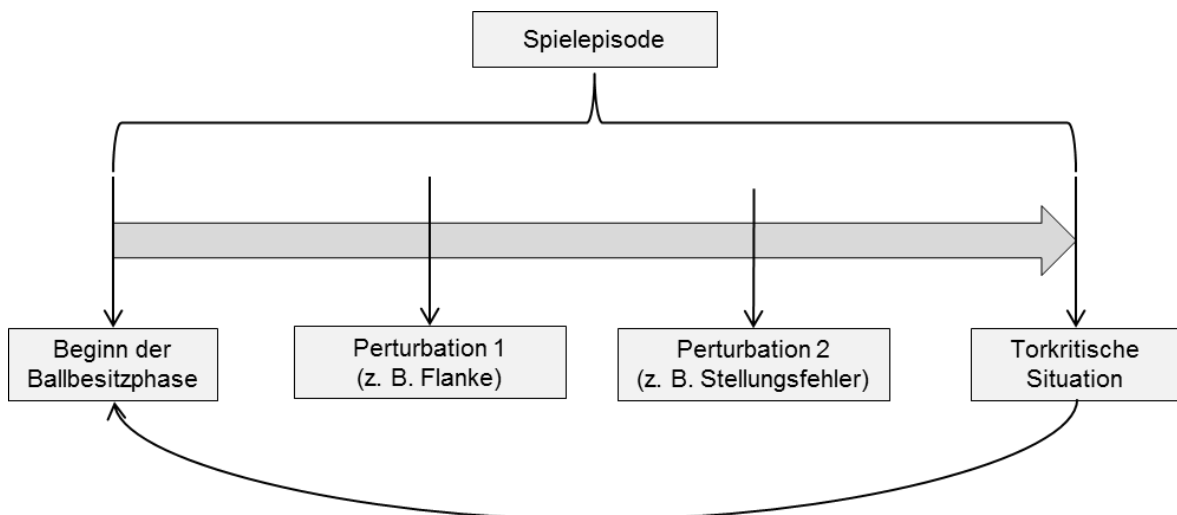 Spielepisode
Beginn der
Ballbesitzphase
Perturbation 1
(z. B. Flanke)
Perturbation 2
(z. B. Stellungsfehler)
Torkritische
Situation